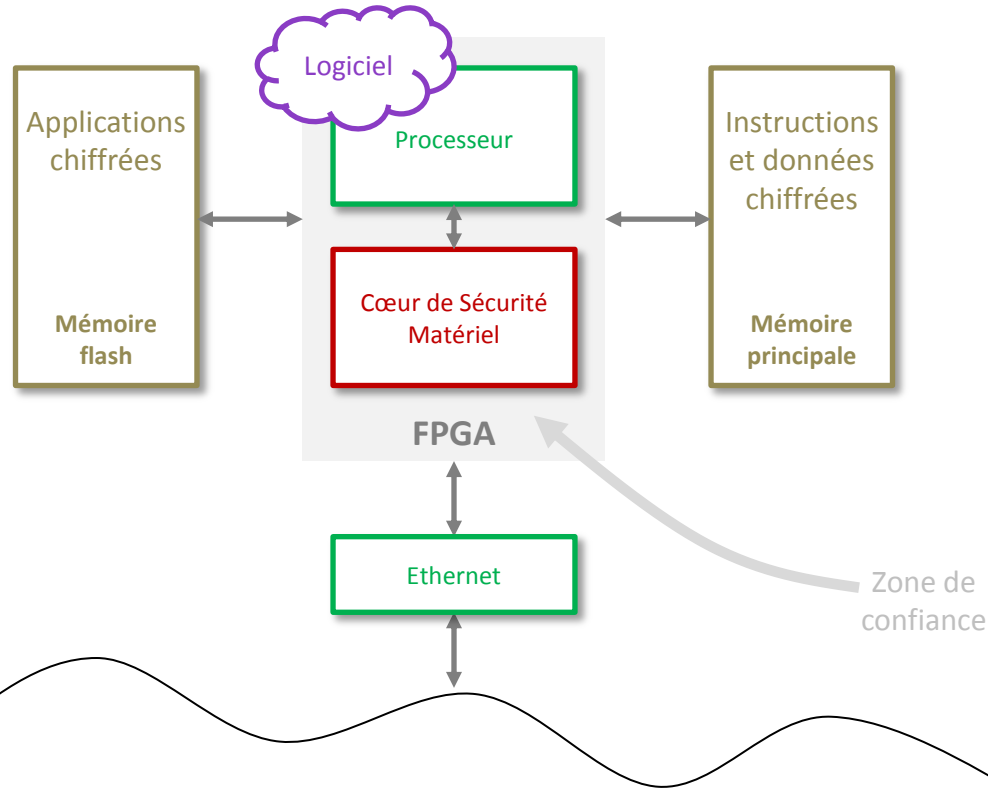 Logiciel
Applications
chiffrées
Mémoire
flash
Processeur
Cœur de Sécurité
Matériel
FPGA
Instructions
et données
chiffrées
Mémoire
principale
Ethernet
Zone de
confiance